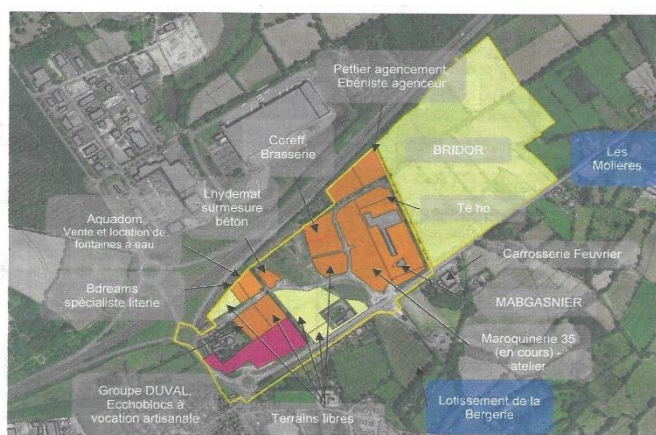 Pettier agencement
Ebéniste agenceur
Coreff
Brasserie
BRIDOR
Les
Molières
Lhydemat
surmesure
béton
Té ho
Aquadom
Vente et location de
fontaines à eau
Carrosserie Feuvrier
Bdreams
spécialiste literie
MABGASNIER
Maroquinerie 35
(en cours) -
atelier
Groupe DUVAL
Ecchoblocs à
vocation artisanale
Terrains libres
Lotissement de la
Bergerie